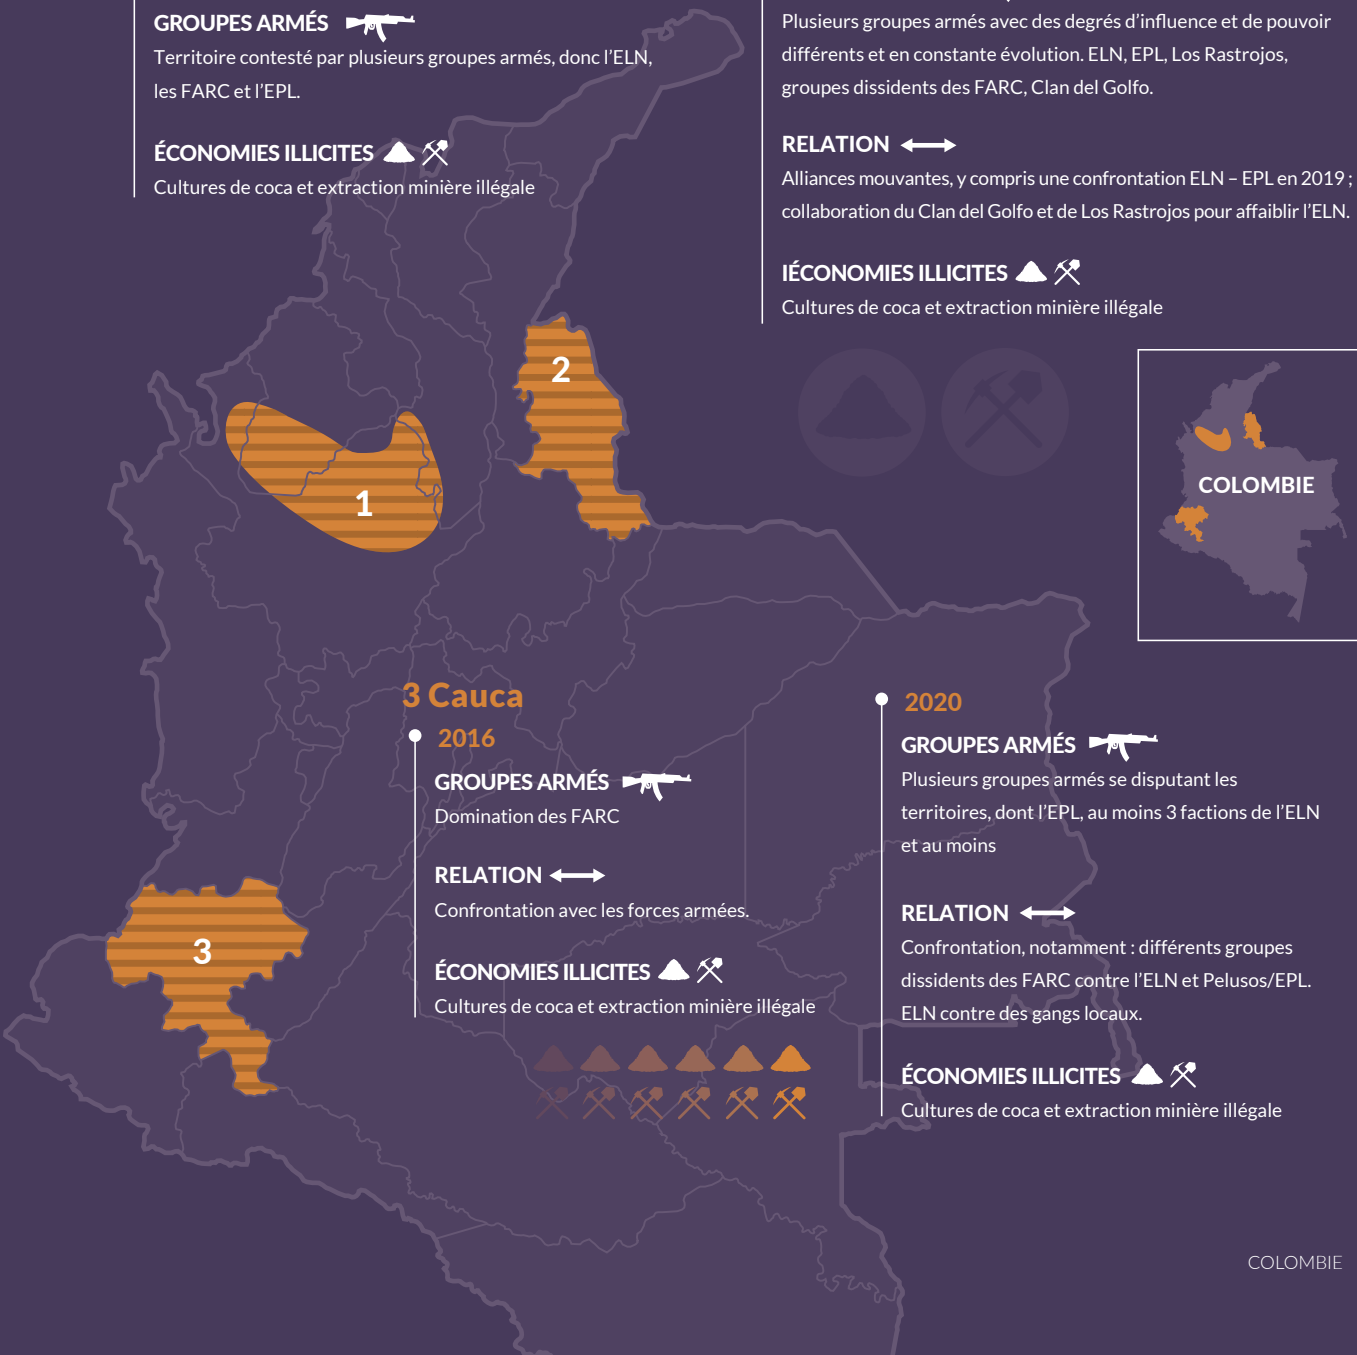 GROUPES ARMÉS
Territoire contesté par plusieurs groupes armés, donc l'ELN,
les FARC et l'EPL.
ÉCONOMIES ILLICITES
Cultures de coca et extraction minière illégale
Plusieurs groupes armés avec des degrés d'influence et de pouvoir
différents et en constante évolution. ELN, EPL, Los Rastrojos,
groupes dissidents des FARC, Clan del Golfo.
RELATION
Alliances mouvantes, y compris une confrontation ELN – EPL en 2019 ;
collaboration du Clan del Golfo et de Los Rastrojos pour affaiblir l'ELN.
IÉCONOMIES ILLICITES
Cultures de coca et extraction minière illégale
2
1
COLOMBIE
3 Cauca
2016
GROUPES ARMÉS
Domination des FARC
RELATION
Confrontation avec les forces armées.
ÉCONOMIES ILLICITES
Cultures de coca et extraction minière illégale
2020
GROUPES ARMÉS
Plusieurs groupes armés se disputant les
territoires, dont l'EPL, au moins 3 factions de l'ELN
et au moins
RELATION
Confrontation, notamment : différents groupes
dissidents des FARC contre l'ELN et Pelusos/EPL.
ELN contre des gangs locaux.
ÉCONOMIES ILLICITES
Cultures de coca et extraction minière illégale
3
COLOMBIE